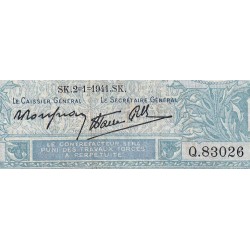 SK.2=1=1941.SK.
LE CAISSIER GÉNÉRAL LE SECRÉTAIRE GÉNÉRAL
Q.83026
LE CONTREFACTEUR SERA
PUNI DES TRAVAUX FORCÉS
À PERPÉTUITÉ